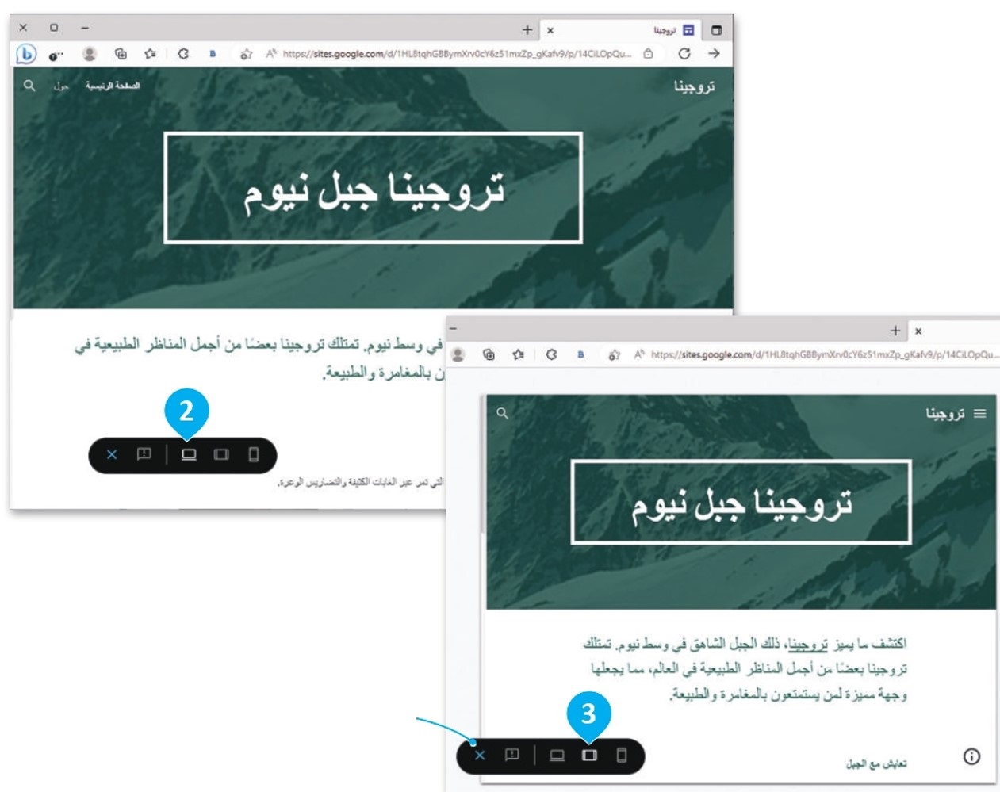 تروجينا
https://sites.google.com/d/1HL8tqhGBBymXrv0cY6z51mxZp_gKafv9/p/14CiLOpQu...
تروجينا
الصفحة الرئيسية
حول
تروجينا جبل نيوم
في وسط نيوم. تمتلك تروجينا بعضًا من أجمل المناظر الطبيعية في
ن بالمغامرة والطبيعة.
2
التي تمر عبر الغابات الكثيفة والتضاريس الوعرة.
https://sites.google.com/d/1HL8tqhGBBymXrv0cY6z51mxZp_gKafv9/p/14CiLOpQu...
تروجينا
تروجينا جبل نيوم
اكتشف ما يميز تروجينا، ذلك الجبل الشاهق في وسط نيوم. تمتلك
تروجينا بعضًا من أجمل المناظر الطبيعية في العالم، مما يجعلها
وجهة مميزة لمن يستمتعون بالمغامرة والطبيعة.
3
تعايش مع الجبل